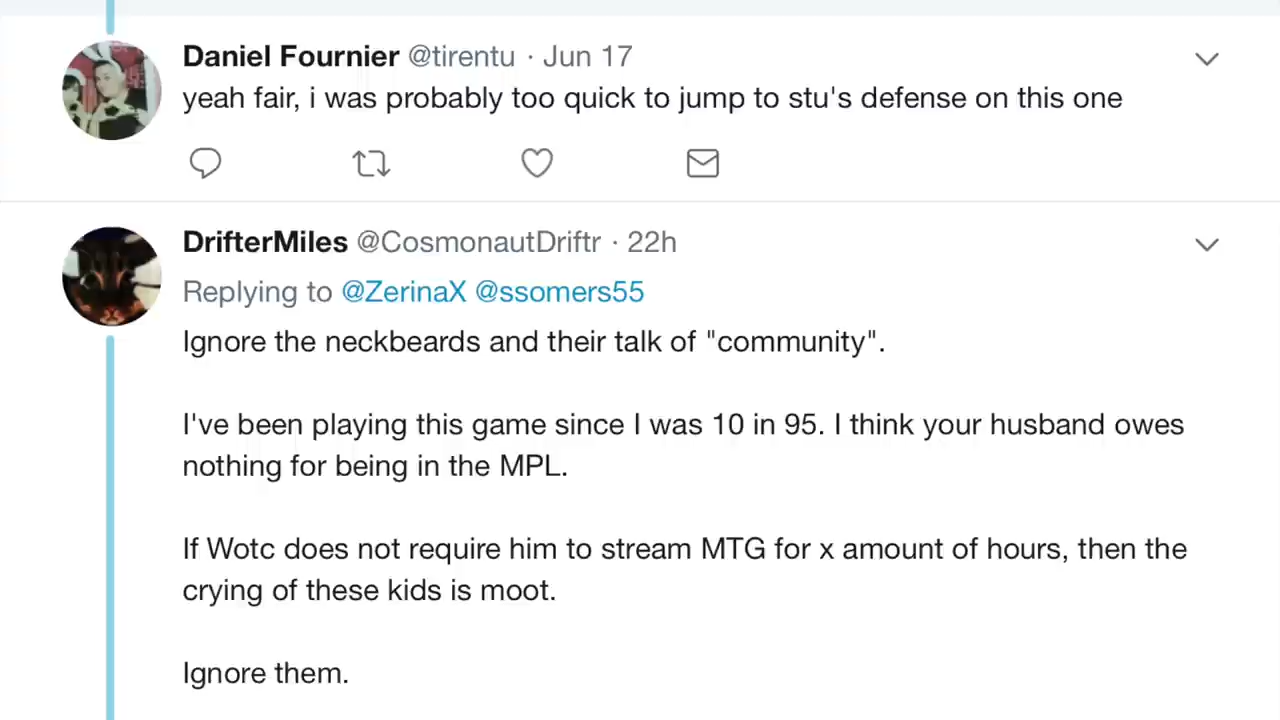 Daniel Fournier @tirentu · Jun 17
yeah fair, i was probably too quick to jump to stu's defense on this one
DrifterMiles @CosmonautDriftr · 22h
Replying to @ZerinaX @ssomers55
Ignore the neckbeards and their talk of "community".
I've been playing this game since I was 10 in 95. I think your husband owes
nothing for being in the MPL.
If Wotc does not require him to stream MTG for x amount of hours, then the
crying of these kids is moot.
Ignore them.